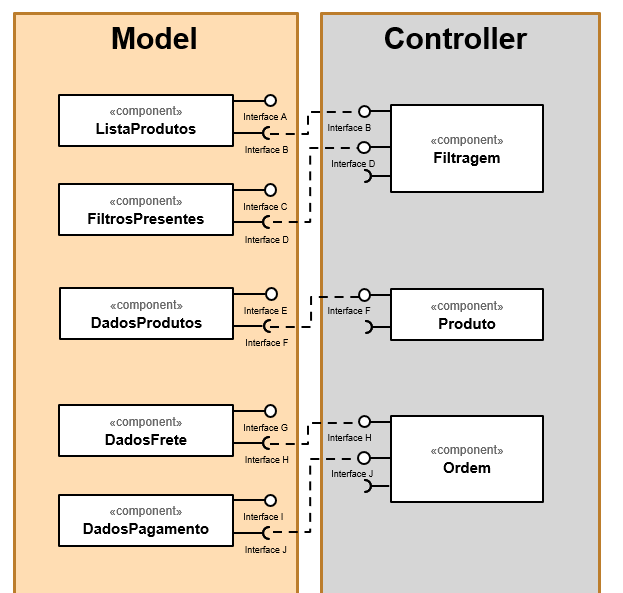 Model
Controller
«component»
ListaProdutos
Interface A
Interface B
Interface B
Interface D
«component»
Filtragem
«component»
FiltrosPresentes
Interface C
Interface D
«component»
DadosProdutos
Interface E
Interface F
Interface F
«component»
Produto
«component»
DadosFrete
Interface G
Interface H
Interface H
Interface J
«component»
Ordem
«component»
DadosPagamento
Interface I
Interface J